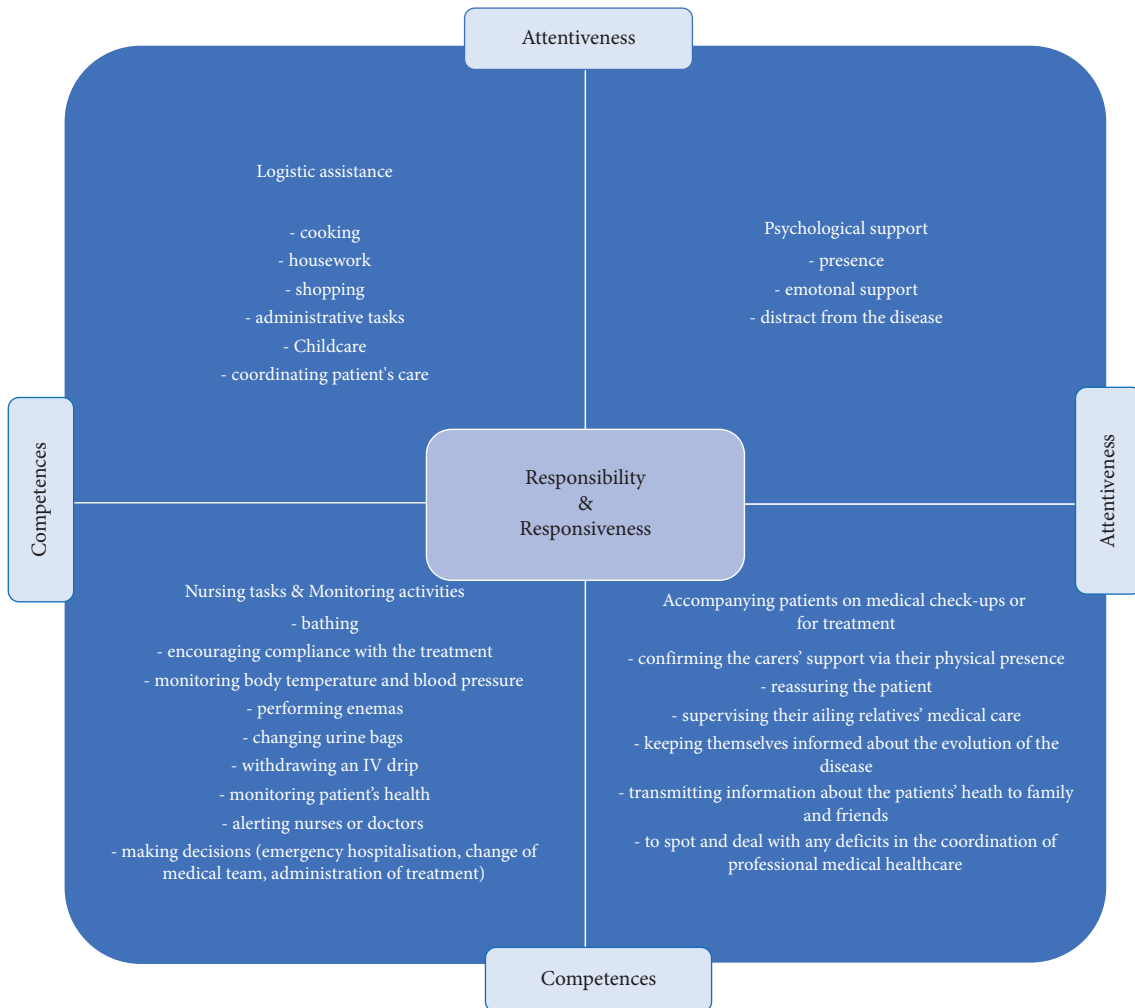 Attentiveness
Logistic assistance
- cooking
- housework
- shopping
- administrative tasks
- Childcare
- coordinating patient's care
Psychological support
- presence
- emotonal support
- distract from the disease
Competences
Responsibility
&
Responsiveness
Attentiveness
Nursing tasks & Monitoring activities
- bathing
- encouraging compliance with the treatment
- monitoring body temperature and blood pressure
- performing enemas
- changing urine bags
- withdrawing an IV drip
- monitoring patient's health
- alerting nurses or doctors
- making decisions (emergency hospitalisation, change of
medical team, administration of treatment)
Accompanying patients on medical check-ups or
for treatment
- confirming the carers’ support via their physical presence
- reassuring the patient
- supervising their ailing relatives’ medical care
- keeping themselves informed about the evolution of the
disease
- transmitting information about the patients’ heath to family
and friends
- to spot and deal with any deficits in the coordination of
professional medical healthcare
Competences